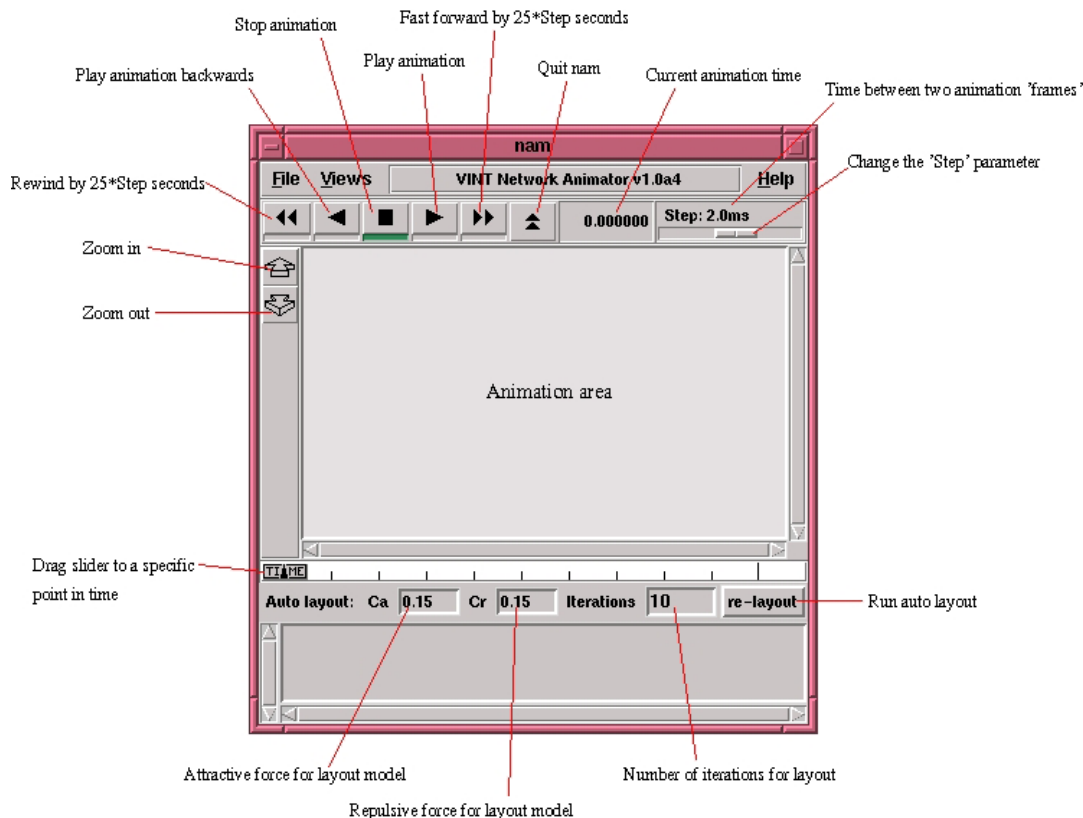 Fast forward by 25*Step seconds
Stop animation
Play animation
Play animation backwards
Quit nam
Current animation time
Time between two animation 'frames'
nam
Change the 'Step' parameter
File Views VINT Network Animator v1.0a4 Help
Rewind by 25*Step seconds
0.000000 Step: 2.0ms
Zoom in
Zoom out
Animation area
Drag slider to a specific
point in time
TIME
Auto layout: Ca 0.15 Cr 0.15 Iterations 10 re-layout
Run auto layout
Attractive force for layout model
Number of iterations for layout
Repulsive force for layout model